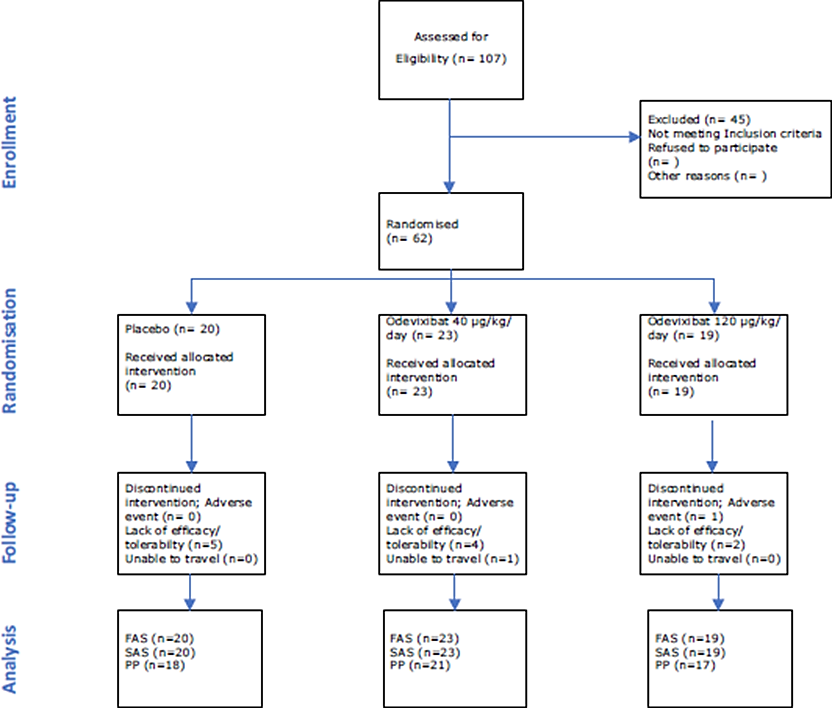 Assessed for
Eligibility (n= 107)
Enrollment
Excluded (n= 45)
Not meeting Inclusion criteria
Refused to participate
(n= )
Other reasons (n= )
Randomised
(n= 62)
Randomisation
Placebo (n= 20)
Received allocated
intervention
(n= 20)
Odevixibat 40 µg/kg/
day (n= 23)
Received allocated
intervention
(n= 23)
Odevixibat 120 µg/kg/
day (n= 19)
Received allocated
intervention
(n= 19)
Follow-up
Discontinued
intervention; Adverse
event (n= 0)
Lack of efficacy/
tolerabilty (n=5)
Unable to travel (n=0)
Discontinued
intervention; Adverse
event (n= 0)
Lack of efficacy/
tolerabilty (n=4)
Unable to travel (n=1)
Discontinued
intervention; Adverse
event (n= 1)
Lack of efficacy/
tolerabilty (n=2)
Unable to travel (n=0)
Analysis
FAS (n=20)
SAS (n=20)
PP (n=18)
FAS (n=23)
SAS (n=23)
PP (n=21)
FAS (n=19)
SAS (n=19)
PP (n=17)